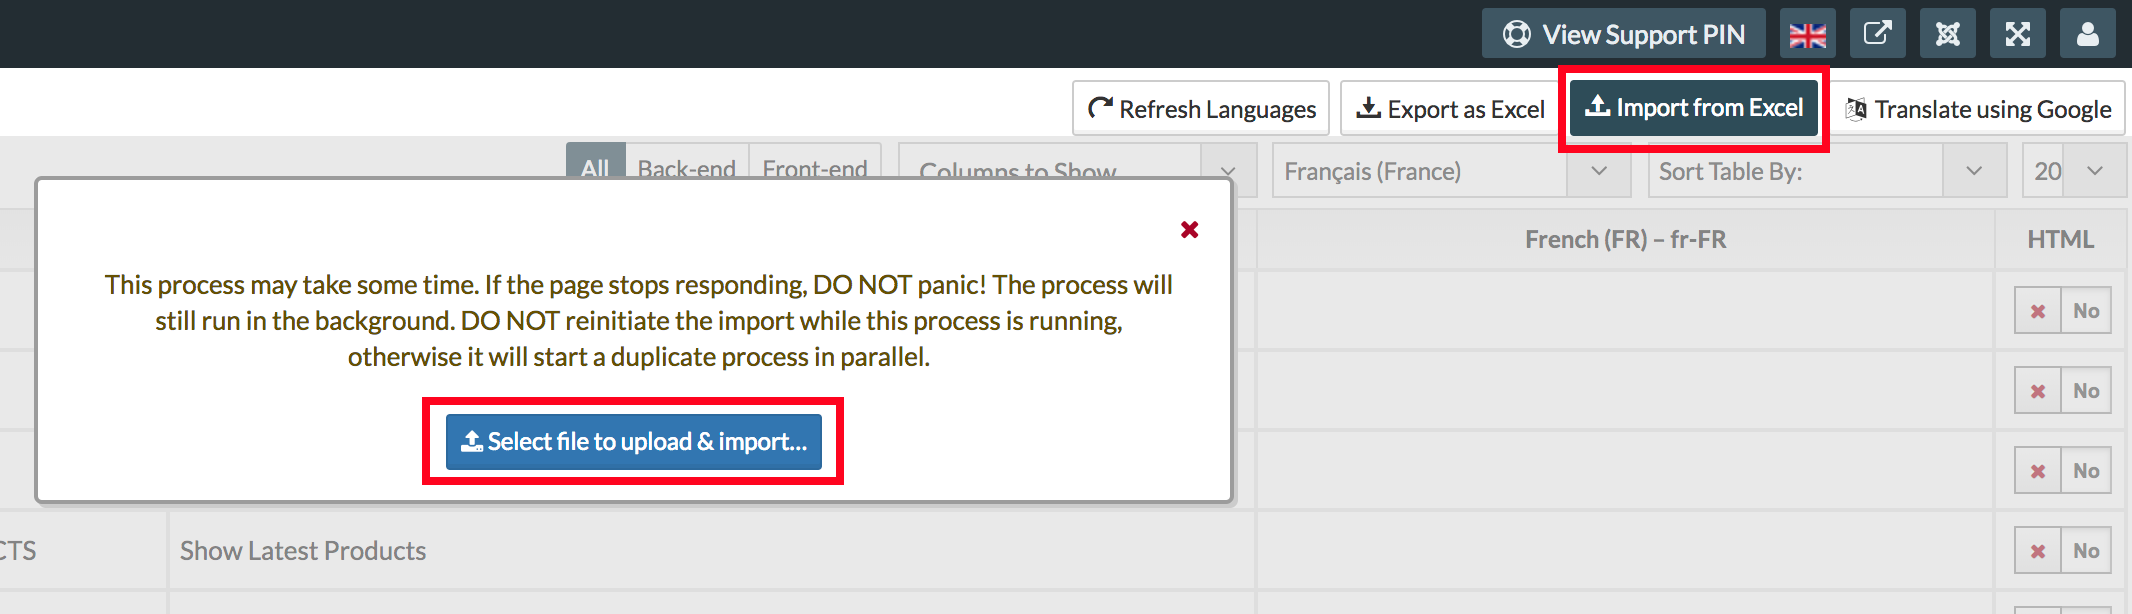 View Support PIN
Refresh Languages
Export as Excel
Import from Excel
Translate using Google
All
Back-end
Front-end
Columns to Show
Français (France)
Sort Table By:
20
French (FR) – fr-FR
HTML
This process may take some time. If the page stops responding, DO NOT panic! The process will
still run in the background. DO NOT reinitiate the import while this process is running,
otherwise it will start a duplicate process in parallel.
Select file to upload & import...
No
No
No
CTS
Show Latest Products
No